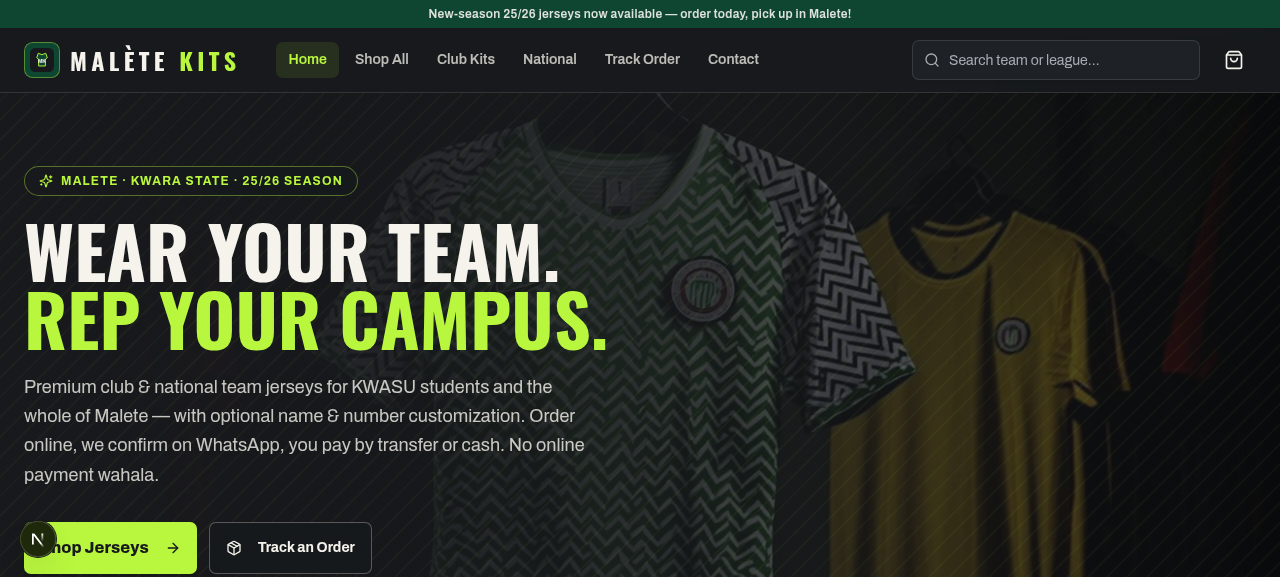 New-season 25/26 jerseys now available — order today, pick up in Malete!
MALÈTE KITS
Home
Shop All
Club Kits
National
Track Order
Contact
Search team or league...
MALETE · KWARA STATE · 25/26 SEASON
WEAR YOUR TEAM.
REP YOUR CAMPUS.
Premium club & national team jerseys for KWASU students and the
whole of Malete — with optional name & number customization. Order
online, we confirm on WhatsApp, you pay by transfer or cash. No online
payment wahala.
N
hop Jerseys
Track an Order